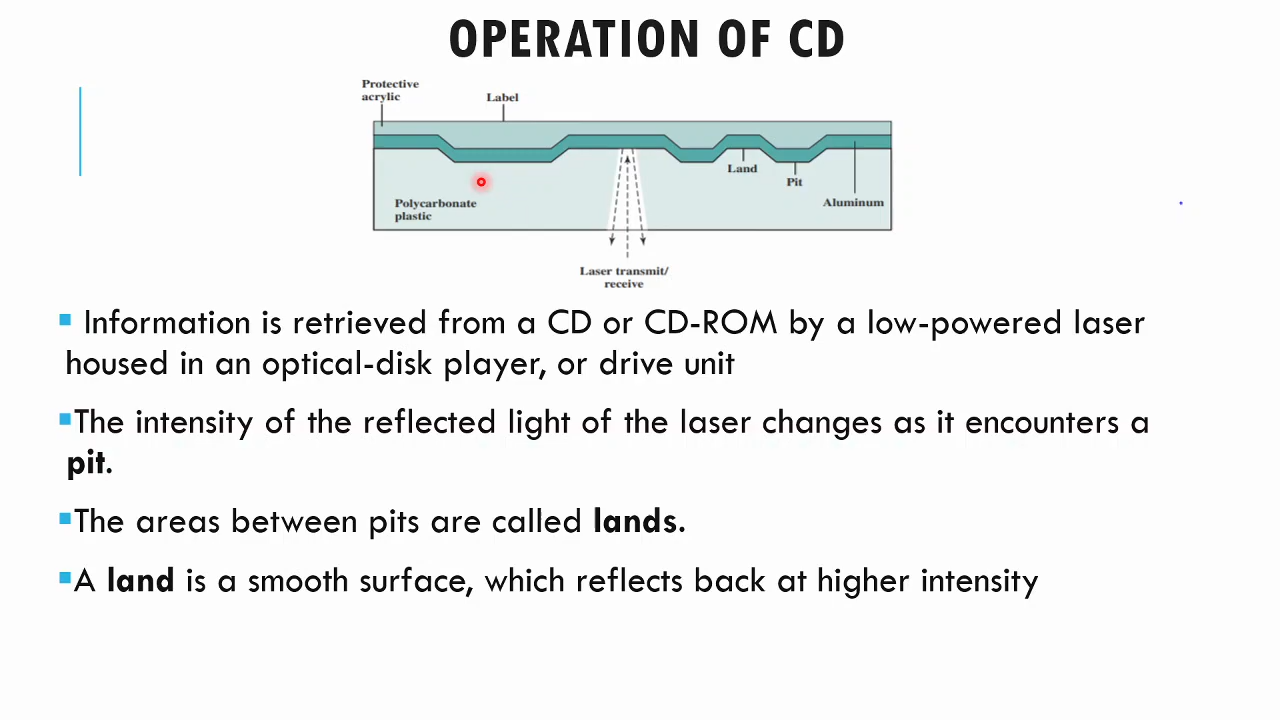 OPERATION OF CD
Protective
acrylic
Label
Land
Pit
Polycarbonate
plastic
Aluminum
Laser transmit/
receive
▪ Information is retrieved from a CD or CD-ROM by a low-powered laser
housed in an optical-disk player, or drive unit
▪The intensity of the reflected light of the laser changes as it encounters a
pit.
▪The areas between pits are called lands.
▪A land is a smooth surface, which reflects back at higher intensity